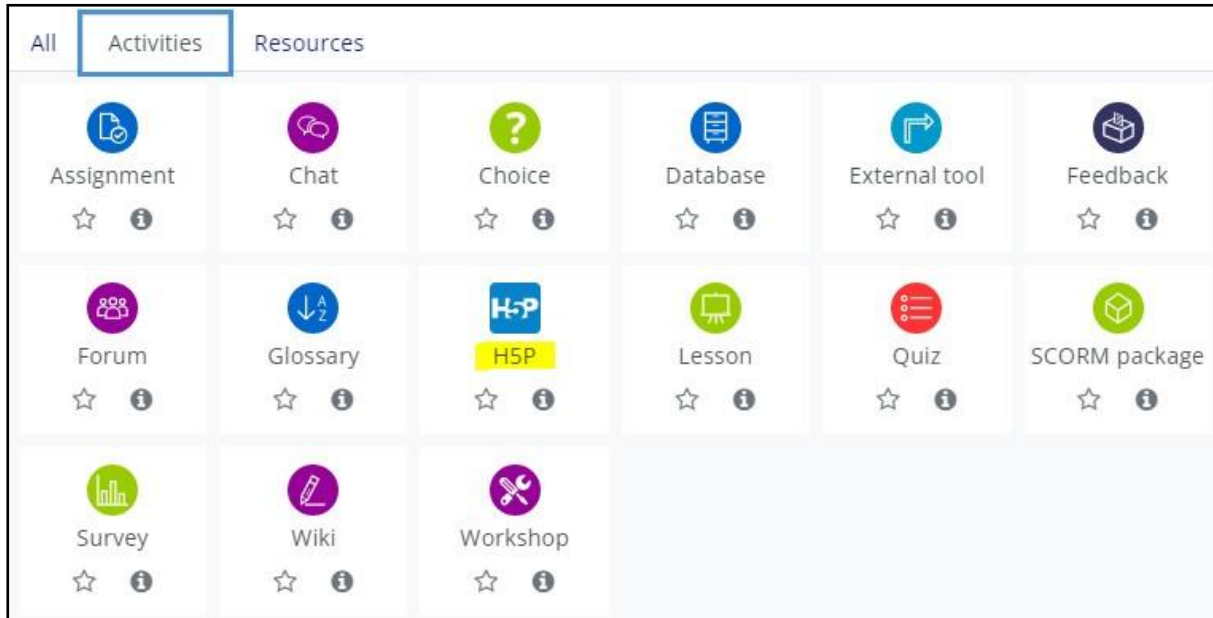 All Activities Resources
Assignment Chat Choice Database External tool Feedback
A
Z
H5P
Forum Glossary H5P Lesson Quiz SCORM package
Survey Wiki Workshop